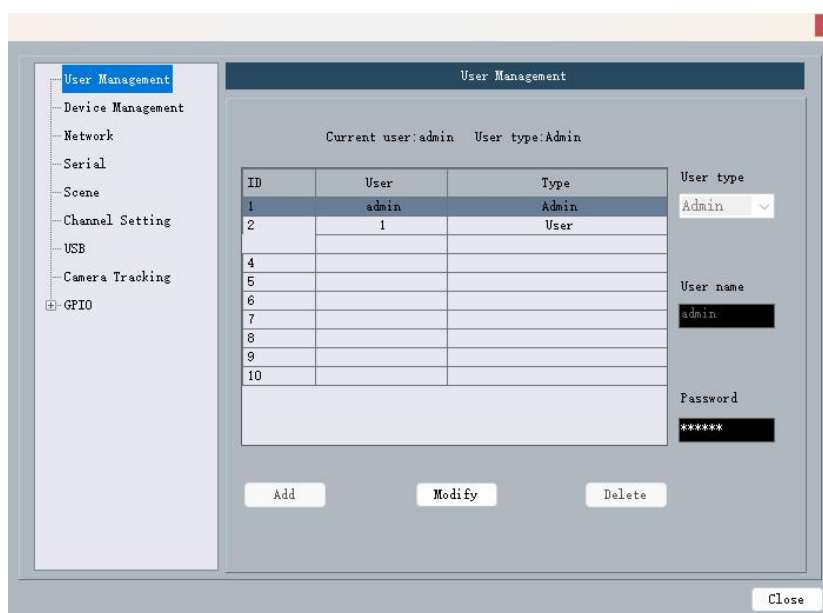 User Management
Device Management
Network
Serial
Scene
Channel Setting
USB
Camera Tracking
GPIO
User Management
Current user:admin User type:Admin
ID User Type
1 admin Admin
2 1 User
4
5
6
7
8
9
10
User type
Admin
User name
admin
Password
******
Add Modify Delete
Close